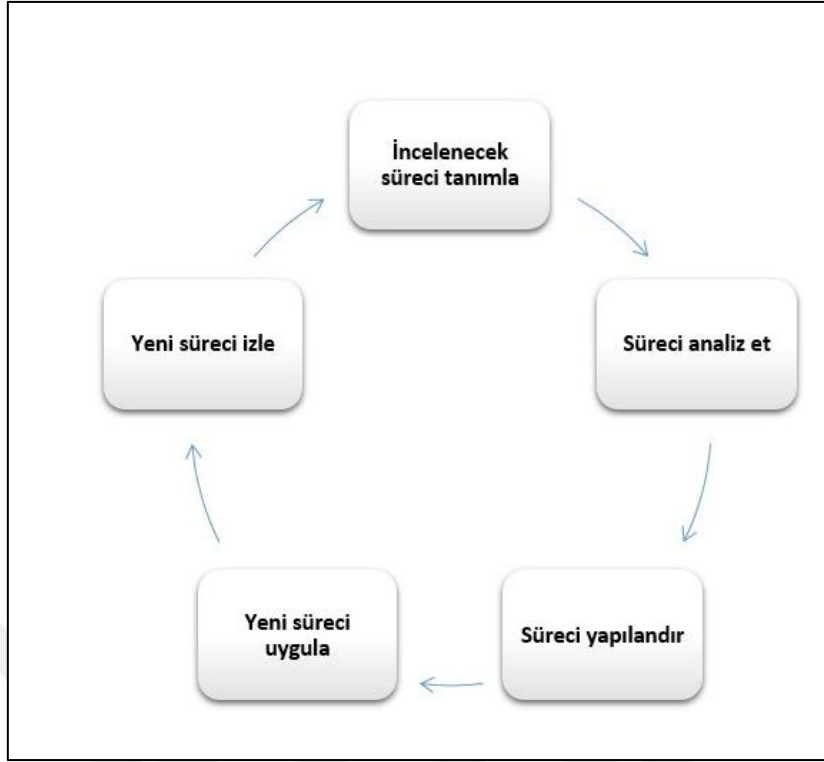 İncelenecek
süreci tanımla
Süreci analiz et
Süreci yapılandır
Yeni süreci
uygula
Yeni süreci izle